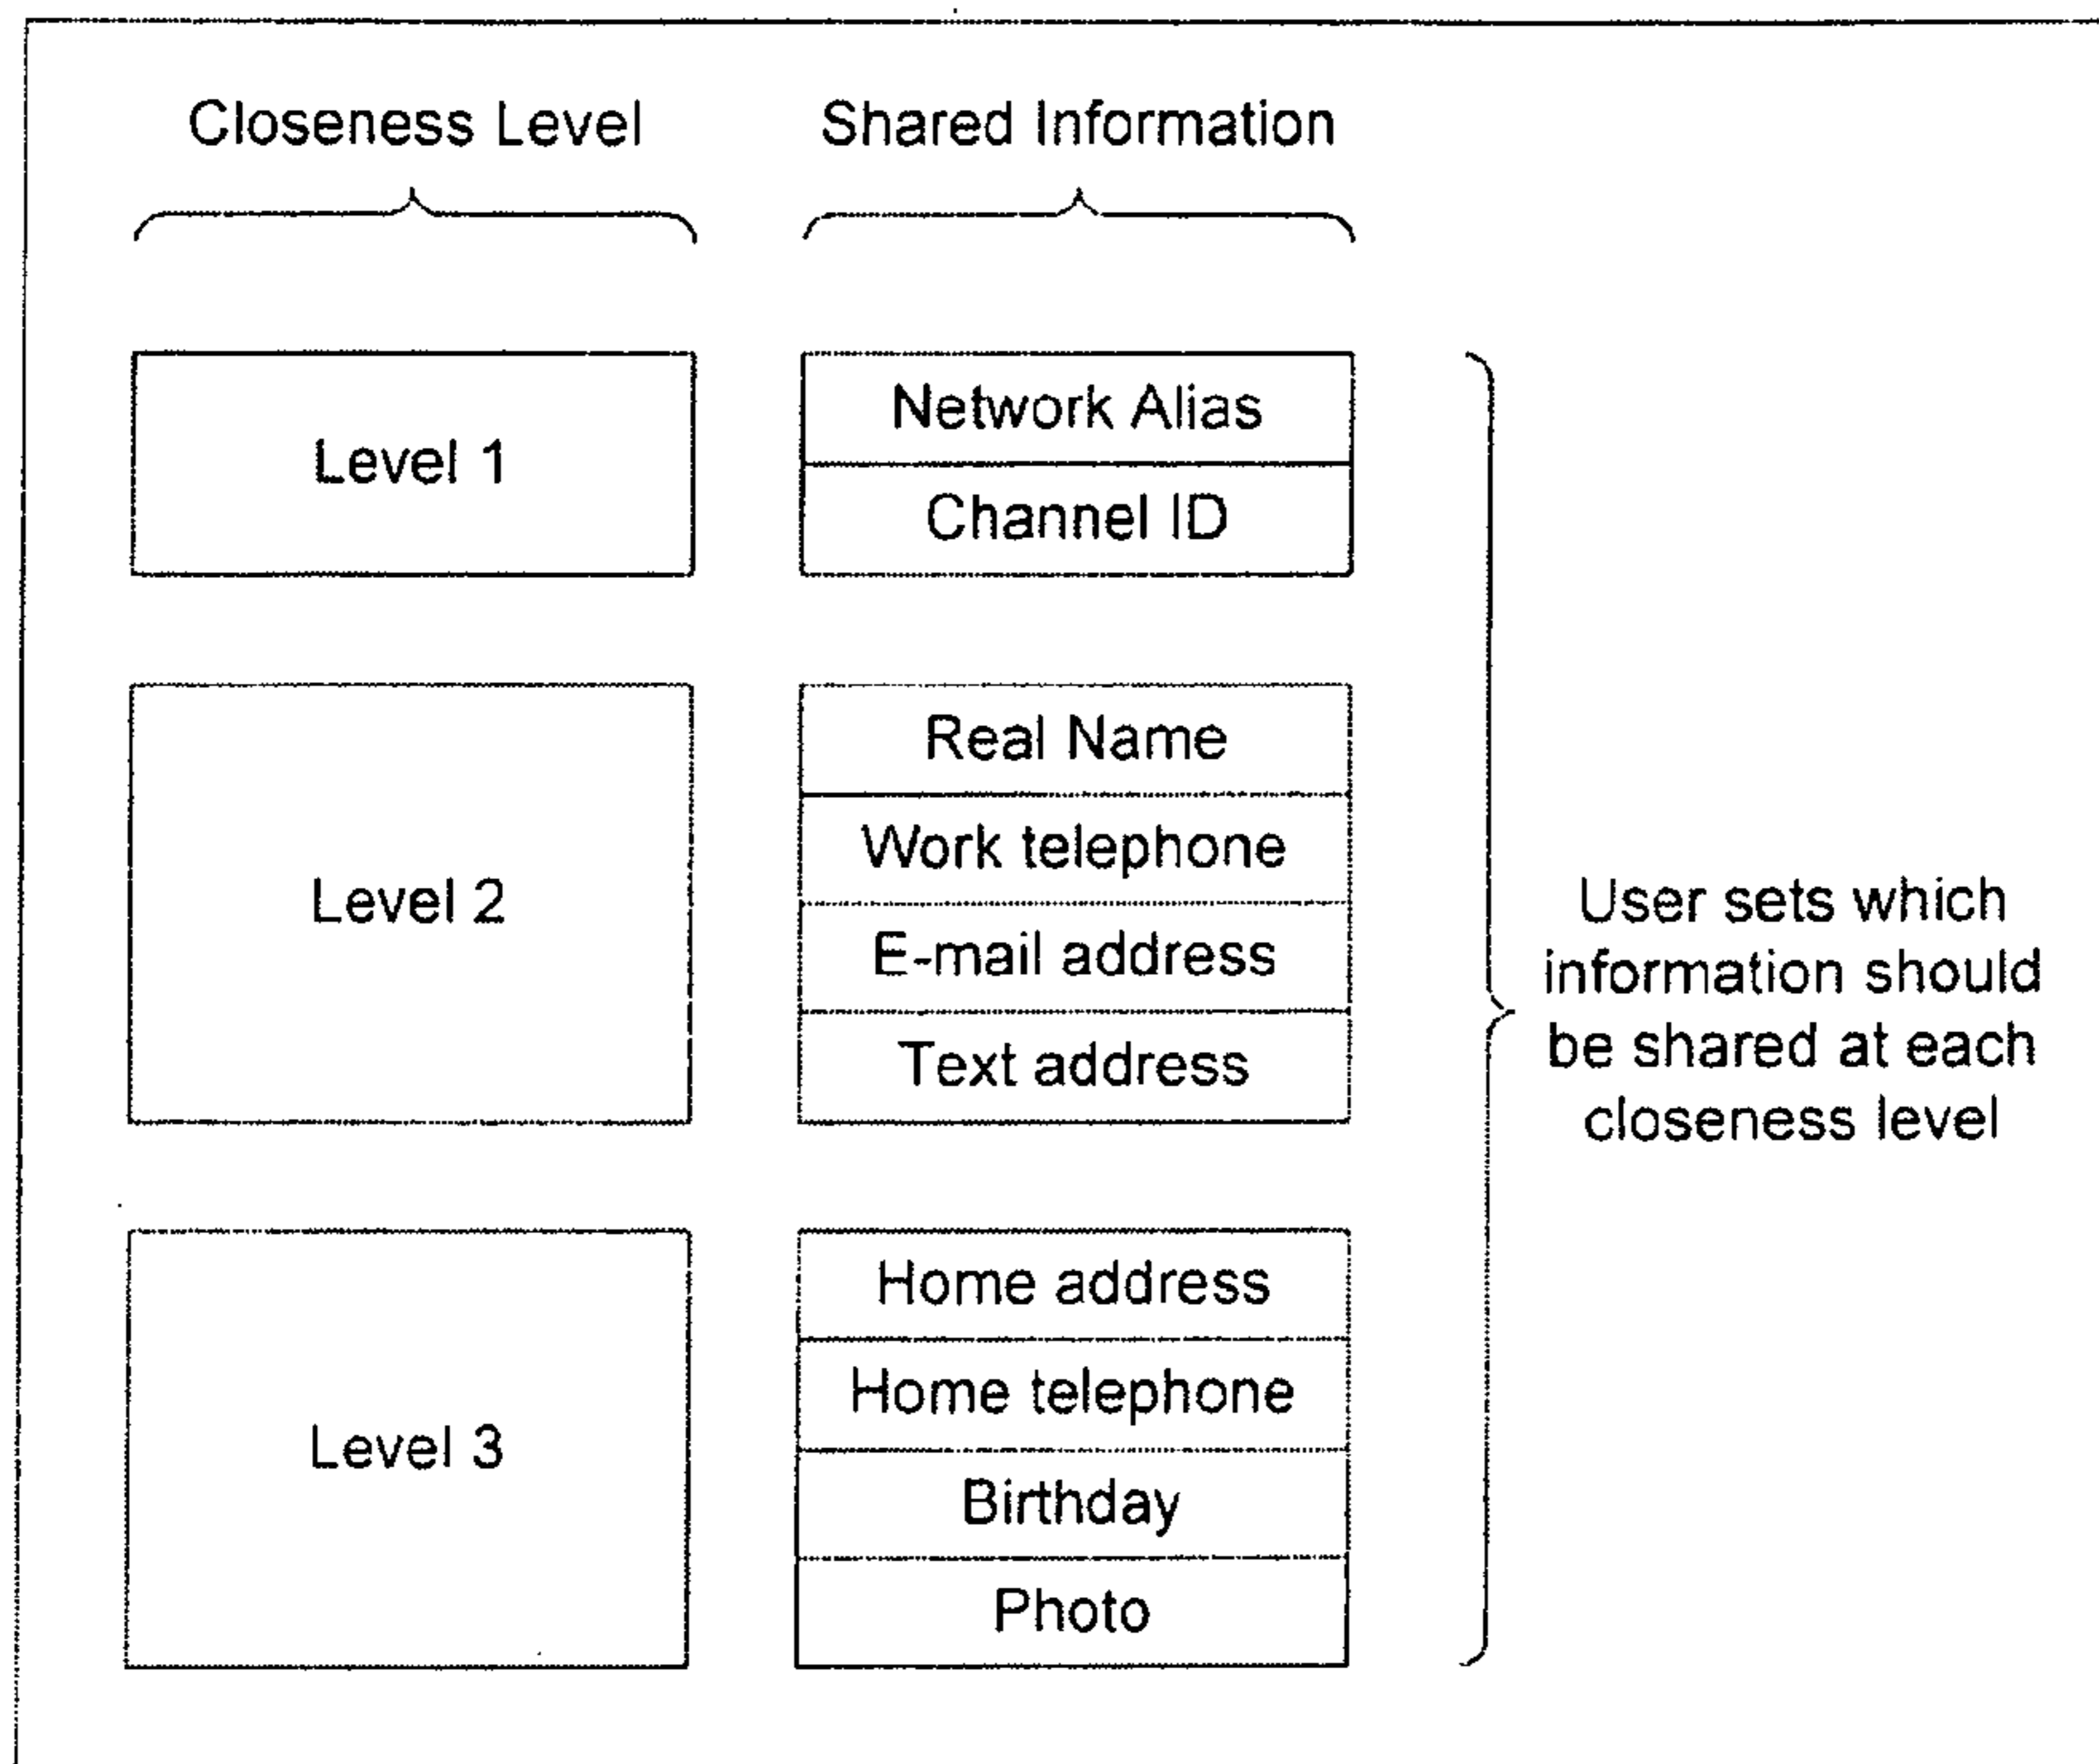 Closeness Level
Shared Information
Level 1
Network Alias
Channel ID
Level 2
Real Name
Work telephone
E-mail address
Text address
Level 3
Home address
Home telephone
Birthday
Photo
User sets which
information should
be shared at each
closeness level